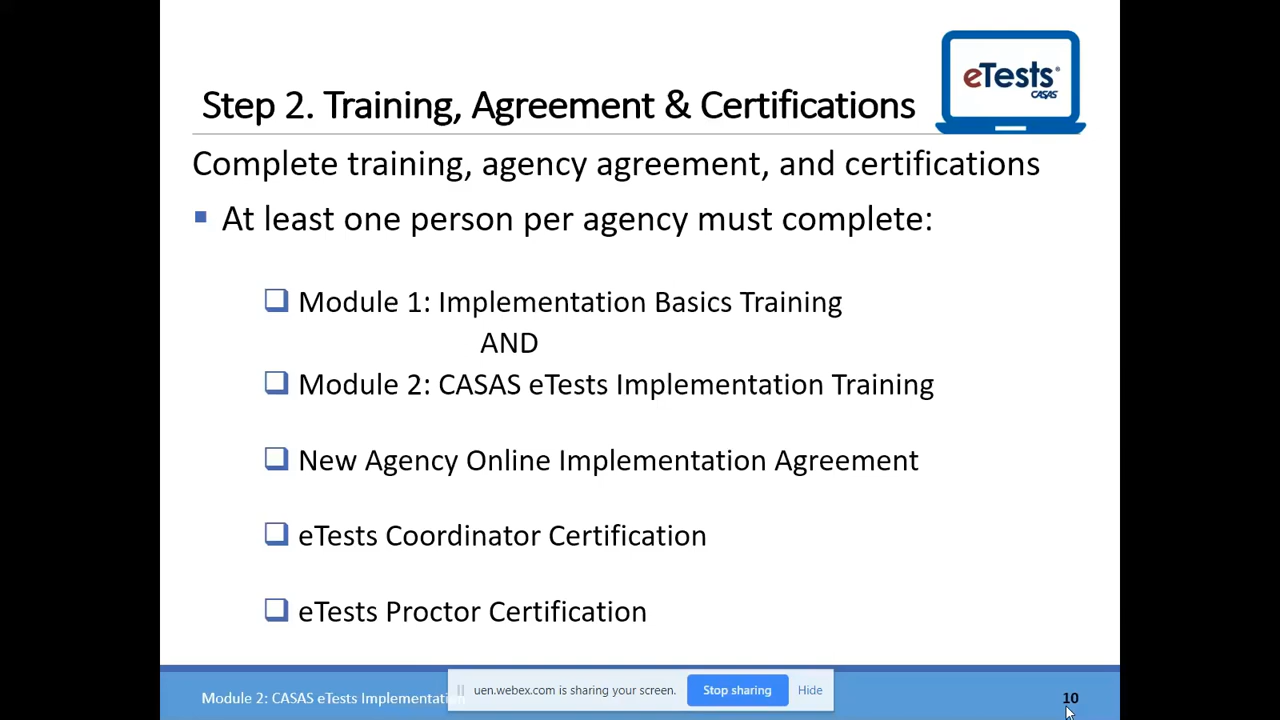 eTests®
CASAS
Step 2. Training, Agreement & Certifications
Complete training, agency agreement, and certifications
At least one person per agency must complete:
Module 1: Implementation Basics Training
AND
Module 2: CASAS eTests Implementation Training
New Agency Online Implementation Agreement
eTests Coordinator Certification
eTests Proctor Certification
Module 2: CASAS eTests Implementation
uen.webex.com is sharing your screen. Stop sharing Hide
10